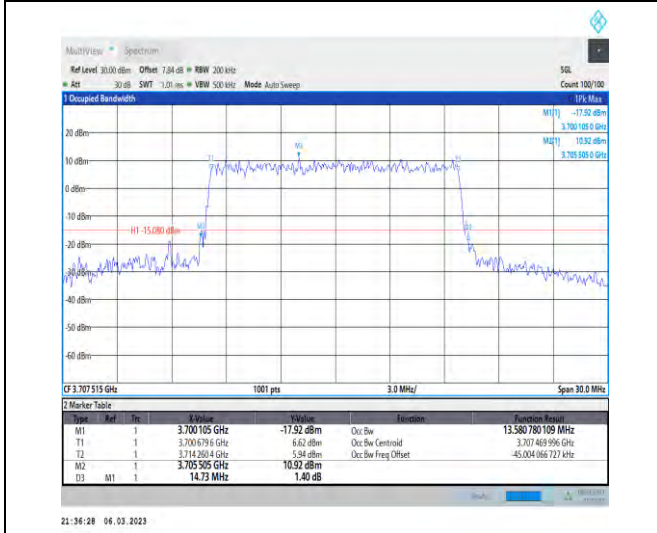 MultiView Spectrum
Ref Level 30.00 dBm Offset 7.84 dB RBW 200 kHz SGL
Att 30 dB SWT 1.01 ms VBW 500 kHz Mode Auto Sweep Count 100/100
1 Occupied Bandwidth 1Pk Max
M1[1] -17.92 dBm
3.700 105 0 GHz
20 dBm M2[1] 10.92 dBm
M2 3.705 505 0 GHz
10 dBm T1
0 dBm
-10 dBm
H1 -15.080 dBm
-20 dBm
-30 dBm
-40 dBm
-50 dBm
-60 dBm
CF 3.707 515 GHz 1001 pts 3.0 MHz/ Span 30.0 MHz
2 Marker Table
Type Ref Trc X-Value Y-Value Function Function Result
M1 1 3.700 105 GHz -17.92 dBm Occ Bw 13.580 780 109 MHz
T1 1 3.700 679 6 GHz 6.62 dBm Occ Bw Centroid 3.707 469 996 GHz
T2 1 3.714 260 4 GHz 5.94 dBm Occ Bw Freq Offset -45.004 066 727 kHz
M2 1 3.705 505 GHz 10.92 dBm
D3 M1 1 14.73 MHz 1.40 dB
21:36:28 06.03.2023